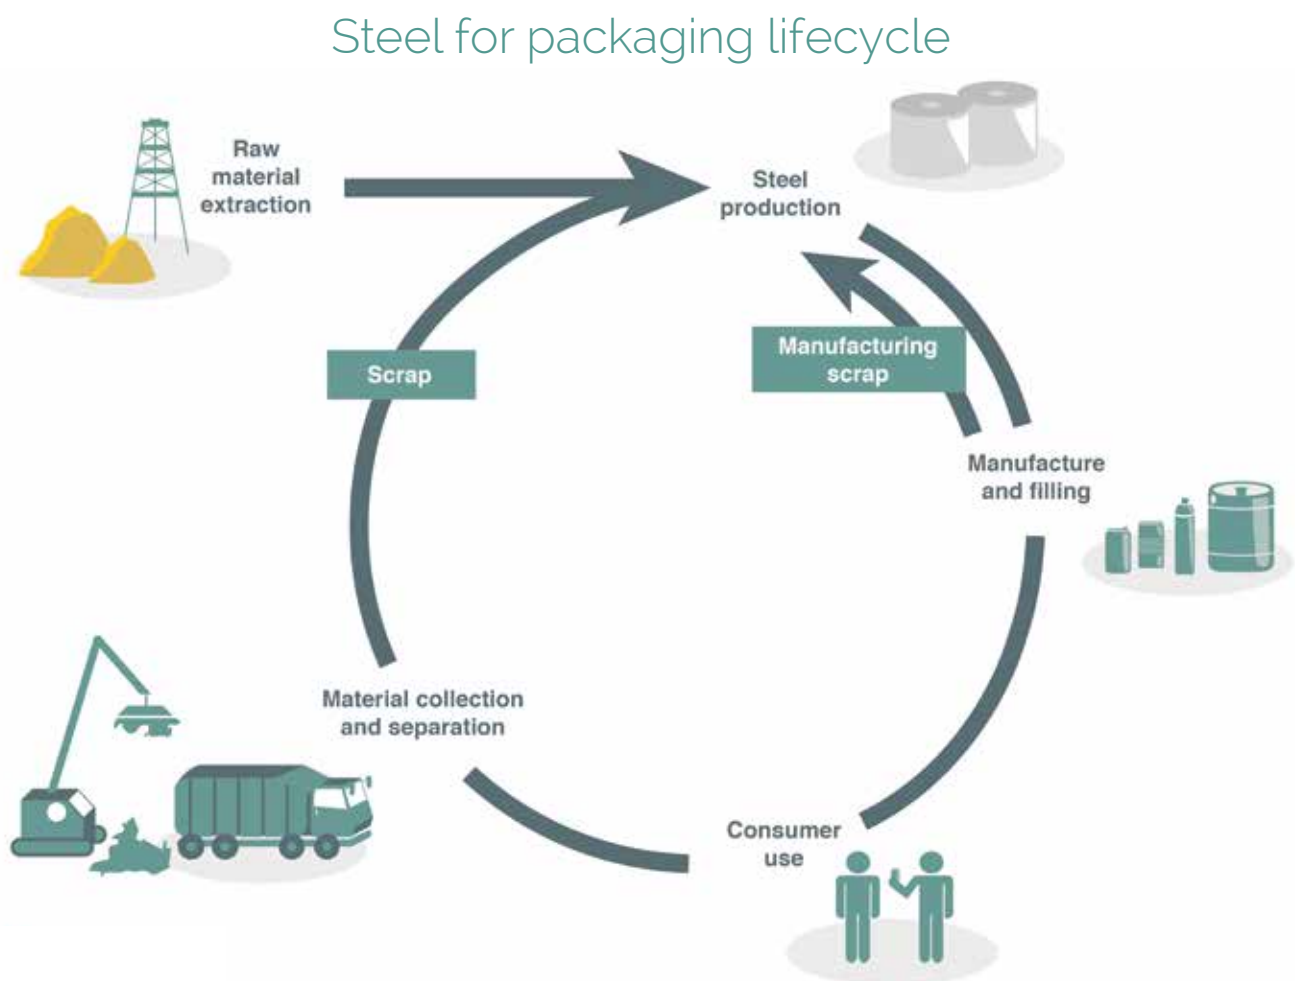 Steel for packaging lifecycle
Raw
material
extraction
Steel
production
Scrap
Manufacturing
scrap
Manufacture
and filling
Material collection
and separation
Consumer
use